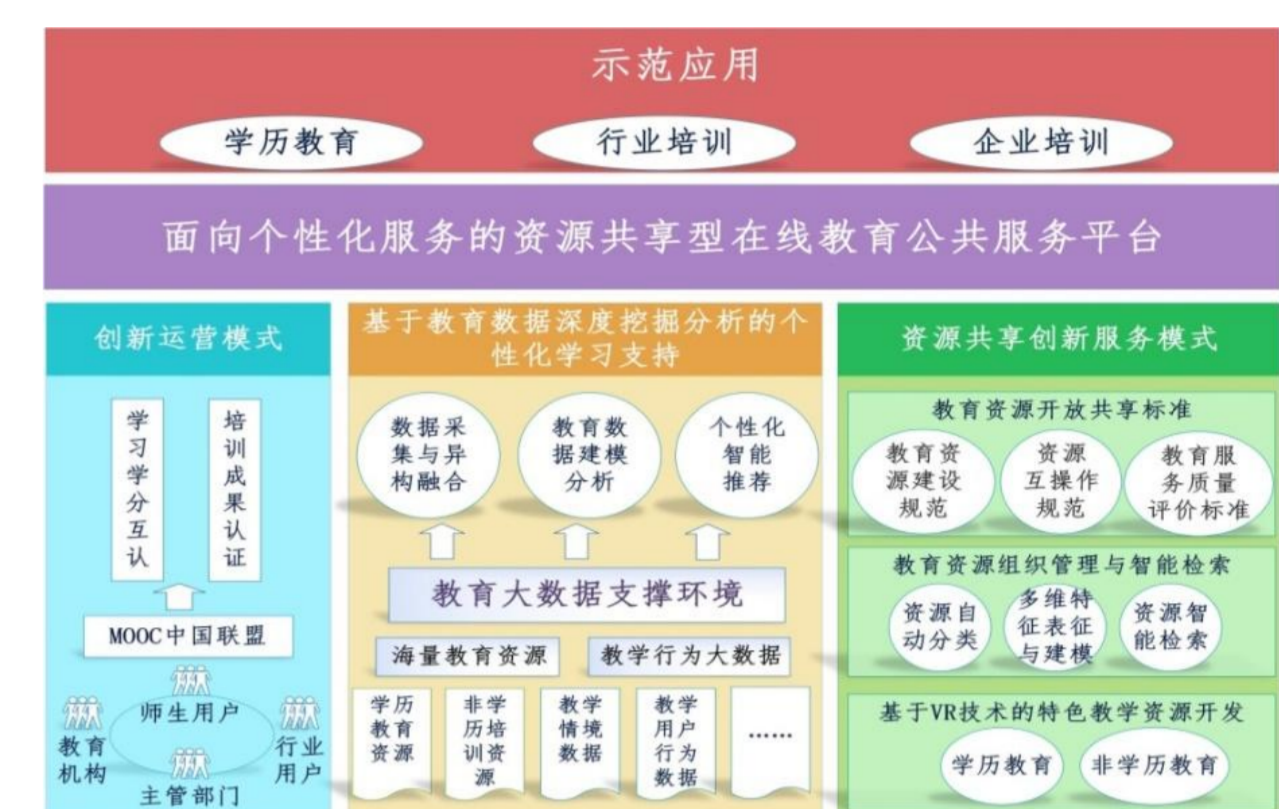 示范应用
学历教育
行业培训
企业培训
面向个性化服务的资源共享型在线教育公共服务平台
创新运营模式
学习学分互认
培训成果认证
MOOC中国联盟
师生用户
教育
机构
行业
用户
主管部门
基于教育数据深度挖掘分析的个
性化学习支持
数据采
集与异
构融合
教育数
据建模
分析
个性化
智能
推荐
教育大数据支撑环境
海量教育资源
教学行为大数据
学历
教育
资源
非学
历培
训资
源
教学
情境
数据
教学
用户
行为
数据
......
资源共享创新服务模式
教育资源开放共享标准
教育资
源建设
规范
资源
互操作
规范
教育服
务质量
评价标准
教育资源组织管理与智能检索
资源自
动分类
多维特
征表征
与建模
资源智
能检索
基于VR技术的特色教学资源开发
学历教育
非学历教育